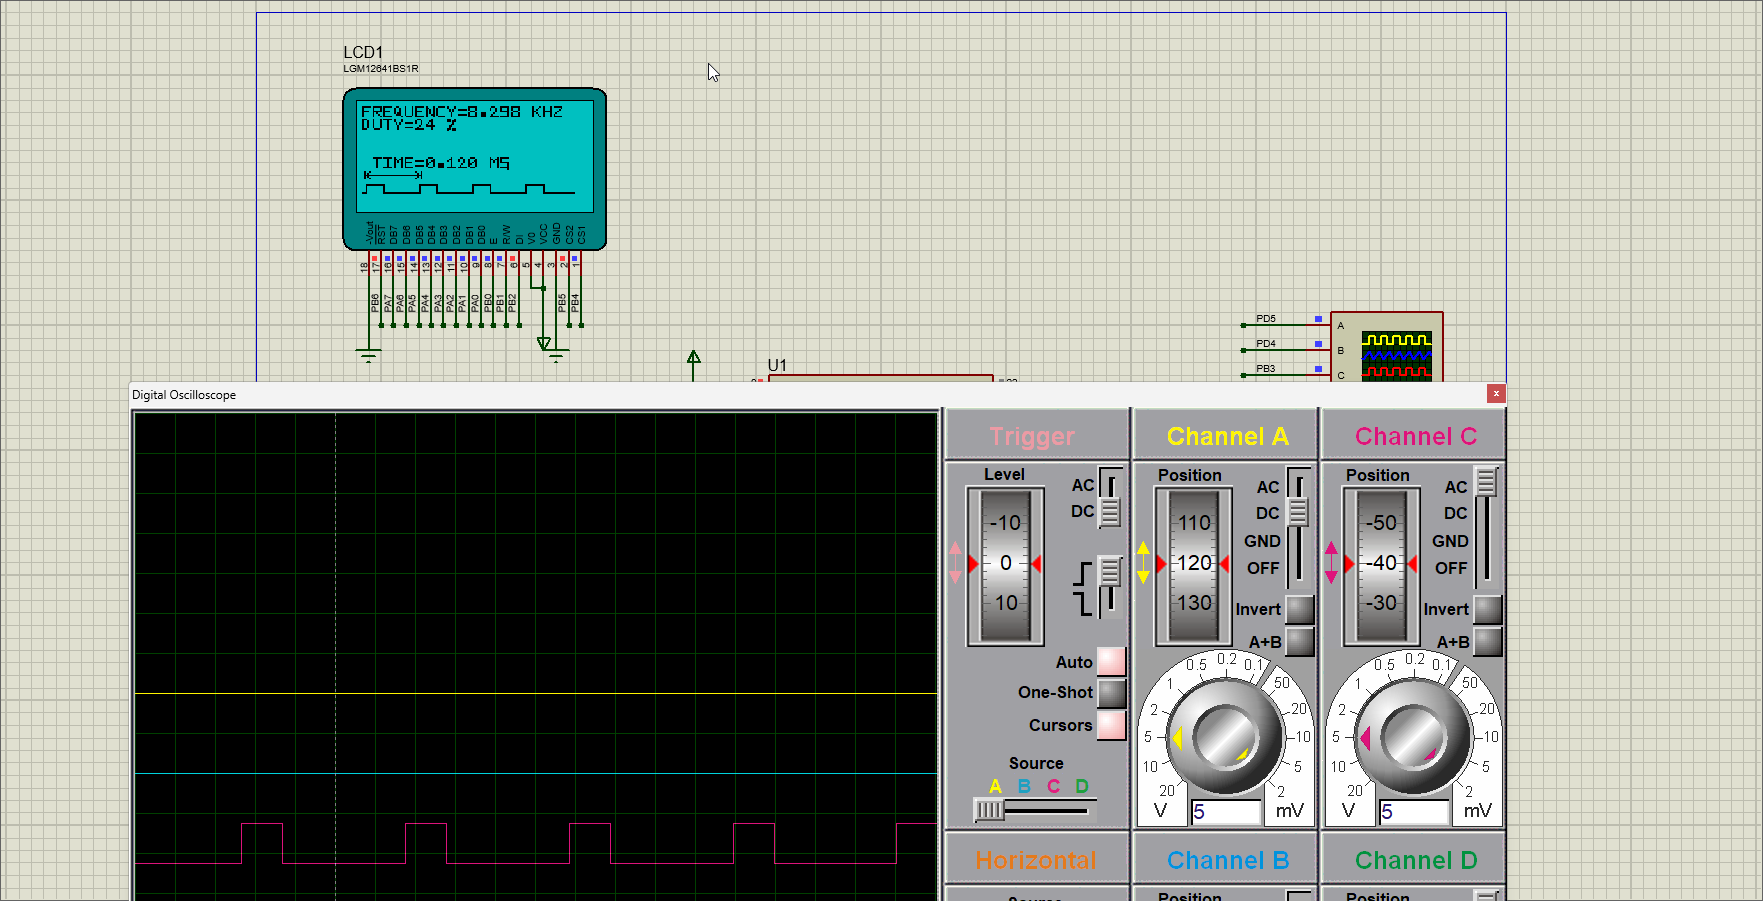 LCD1
LGM12641BS1R
FREQUENCY=8.298 KHZ
DUTY=24 %
TIME=0.120 MS
-Vout
RST
DB7
DB6
DB5
DB4
DB3
DB2
DB1
DB0
E
R/W
DI
V0
VCC
GND
CS2
CS1
18
17
16
15
14
13
12
11
10
9
8
7
6
5
4
3
2
1
PB6
PA7
PA6
PA5
PA4
PA3
PA2
PA1
PA0
PB0
PB1
PB2
PB5
PB4
U1
PD5
A
PD4
B
PB3
C
Digital Oscilloscope
x
Trigger
Level
-10
0
10
AC
DC
Auto
One-Shot
Cursors
Source
A B C D
Horizontal
Channel A
Position
110
120
130
AC
DC
GND
OFF
Invert
A+B
20
10
5
2
1
0.5
0.2
0.1
50
20
10
5
2
V
5
mV
Channel B
Position
Channel C
Position
-50
-40
-30
AC
DC
GND
OFF
Invert
A+B
20
10
5
2
1
0.5
0.2
0.1
50
20
10
5
2
V
5
mV
Channel D
Position